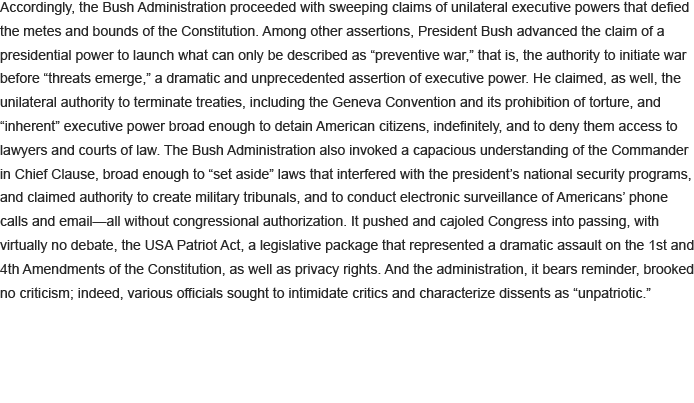 Accordingly, the Bush Administration proceeded with sweeping claims of unilateral executive powers that defied
the metes and bounds of the Constitution. Among other assertions, President Bush advanced the claim of a
presidential power to launch what can only be described as “preventive war,” that is, the authority to initiate war
before “threats emerge,” a dramatic and unprecedented assertion of executive power. He claimed, as well, the
unilateral authority to terminate treaties, including the Geneva Convention and its prohibition of torture, and
“inherent” executive power broad enough to detain American citizens, indefinitely, and to deny them access to
lawyers and courts of law. The Bush Administration also invoked a capacious understanding of the Commander
in Chief Clause, broad enough to “set aside” laws that interfered with the president’s national security programs,
and claimed authority to create military tribunals, and to conduct electronic surveillance of Americans’ phone
calls and email—all without congressional authorization. It pushed and cajoled Congress into passing, with
virtually no debate, the USA Patriot Act, a legislative package that represented a dramatic assault on the 1st and
4th Amendments of the Constitution, as well as privacy rights. And the administration, it bears reminder, brooked
no criticism; indeed, various officials sought to intimidate critics and characterize dissents as “unpatriotic.”